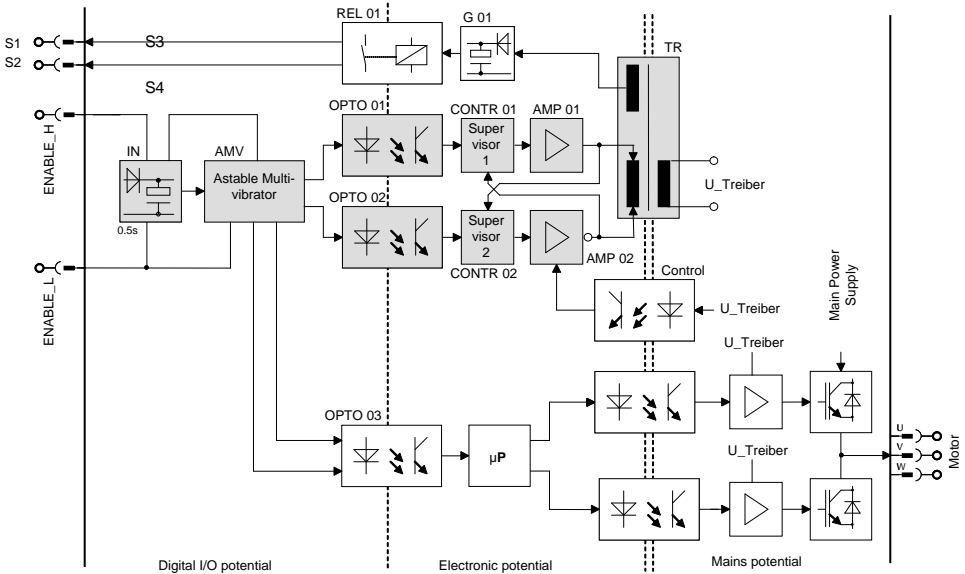 REL 01
G 01
S1
S3
S2
TR
S4
OPTO 01
CONTR 01
AMP 01
ENABLE_H
IN
AMV
Super
visor
1
Astable Multi-
vibrator
U_Treiber
OPTO 02
0.5s
Super
visor
2
CONTR 02
AMP 02
ENABLE_L
Control
Main Power
Supply
U_Treiber
U_Treiber
OPTO 03
U
µP
V
Motor
U_Treiber
W
Digital I/O potential
Electronic potential
Mains potential